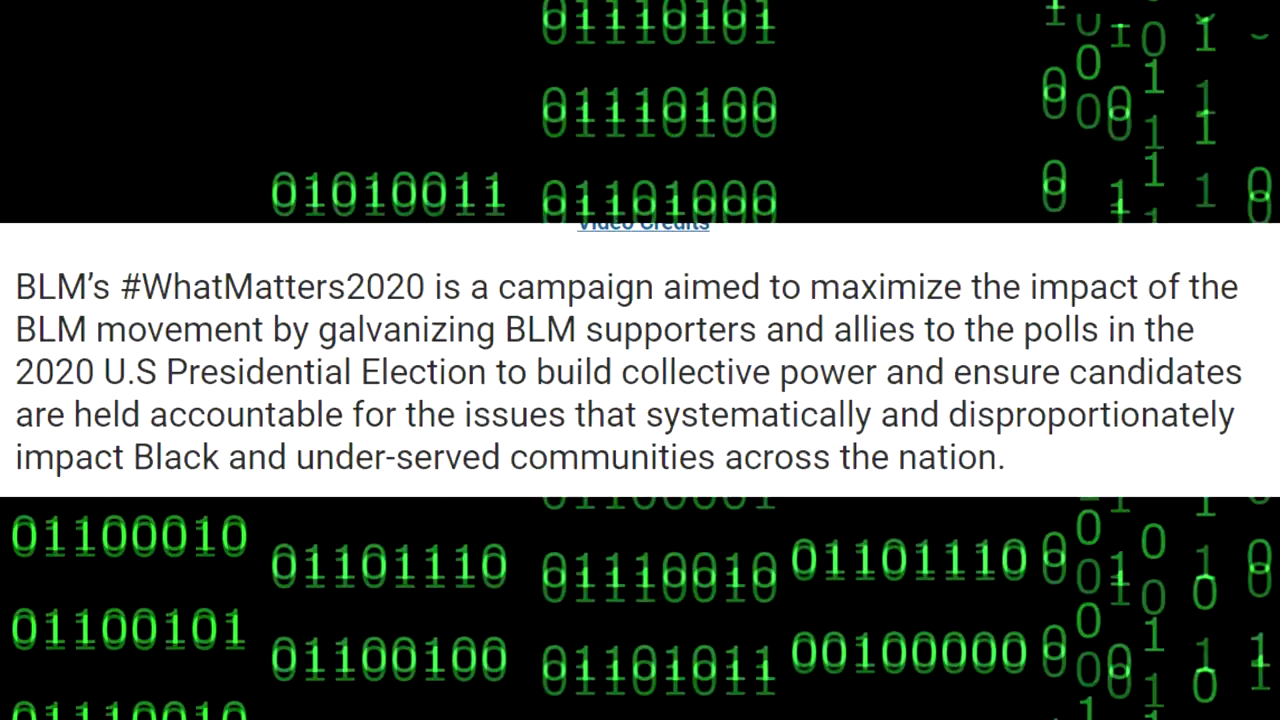 01110101
01110100
01010011 01101000
Video Credits
BLM’s #WhatMatters2020 is a campaign aimed to maximize the impact of the
BLM movement by galvanizing BLM supporters and allies to the polls in the
2020 U.S Presidential Election to build collective power and ensure candidates
are held accountable for the issues that systematically and disproportionately
impact Black and under-served communities across the nation.
01100010 01101110 01110010 01101110
01100101 01100100 01101011 00100000